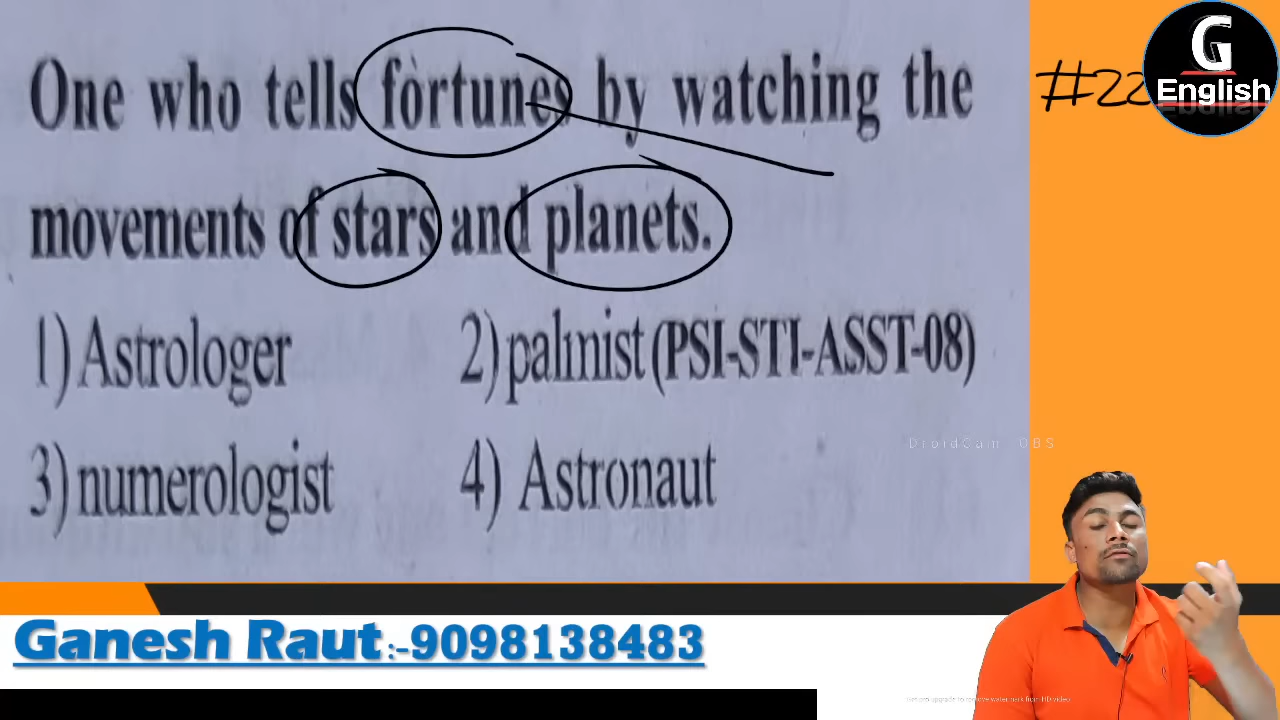 One who tells fortunes by watching the
movements of stars and planets.
1) Astrologer 2) palmist (PSI-STI-ASST-08)
3) numerologist 4) Astronaut
#22
G
English
DroidCam OBS
Ganesh Raut:-9098138483